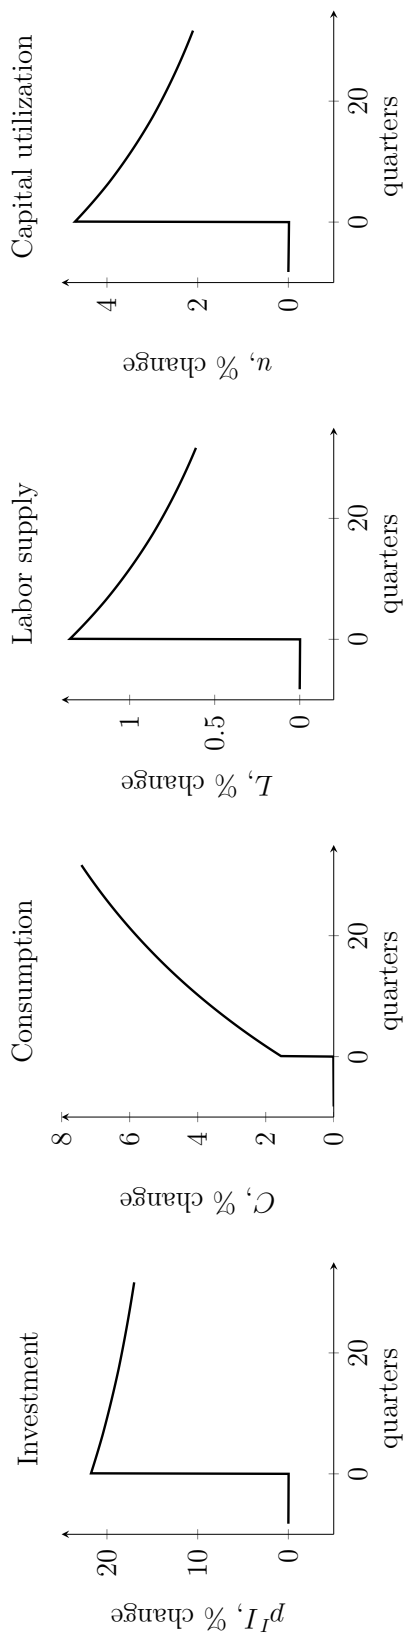 Investment
p^I I, % change
20
10
0
0
20
quarters
Consumption
C, % change
8
6
4
2
0
0
20
quarters
Labor supply
L, % change
1
0.5
0
0
20
quarters
Capital utilization
u, % change
4
2
0
0
20
quarters